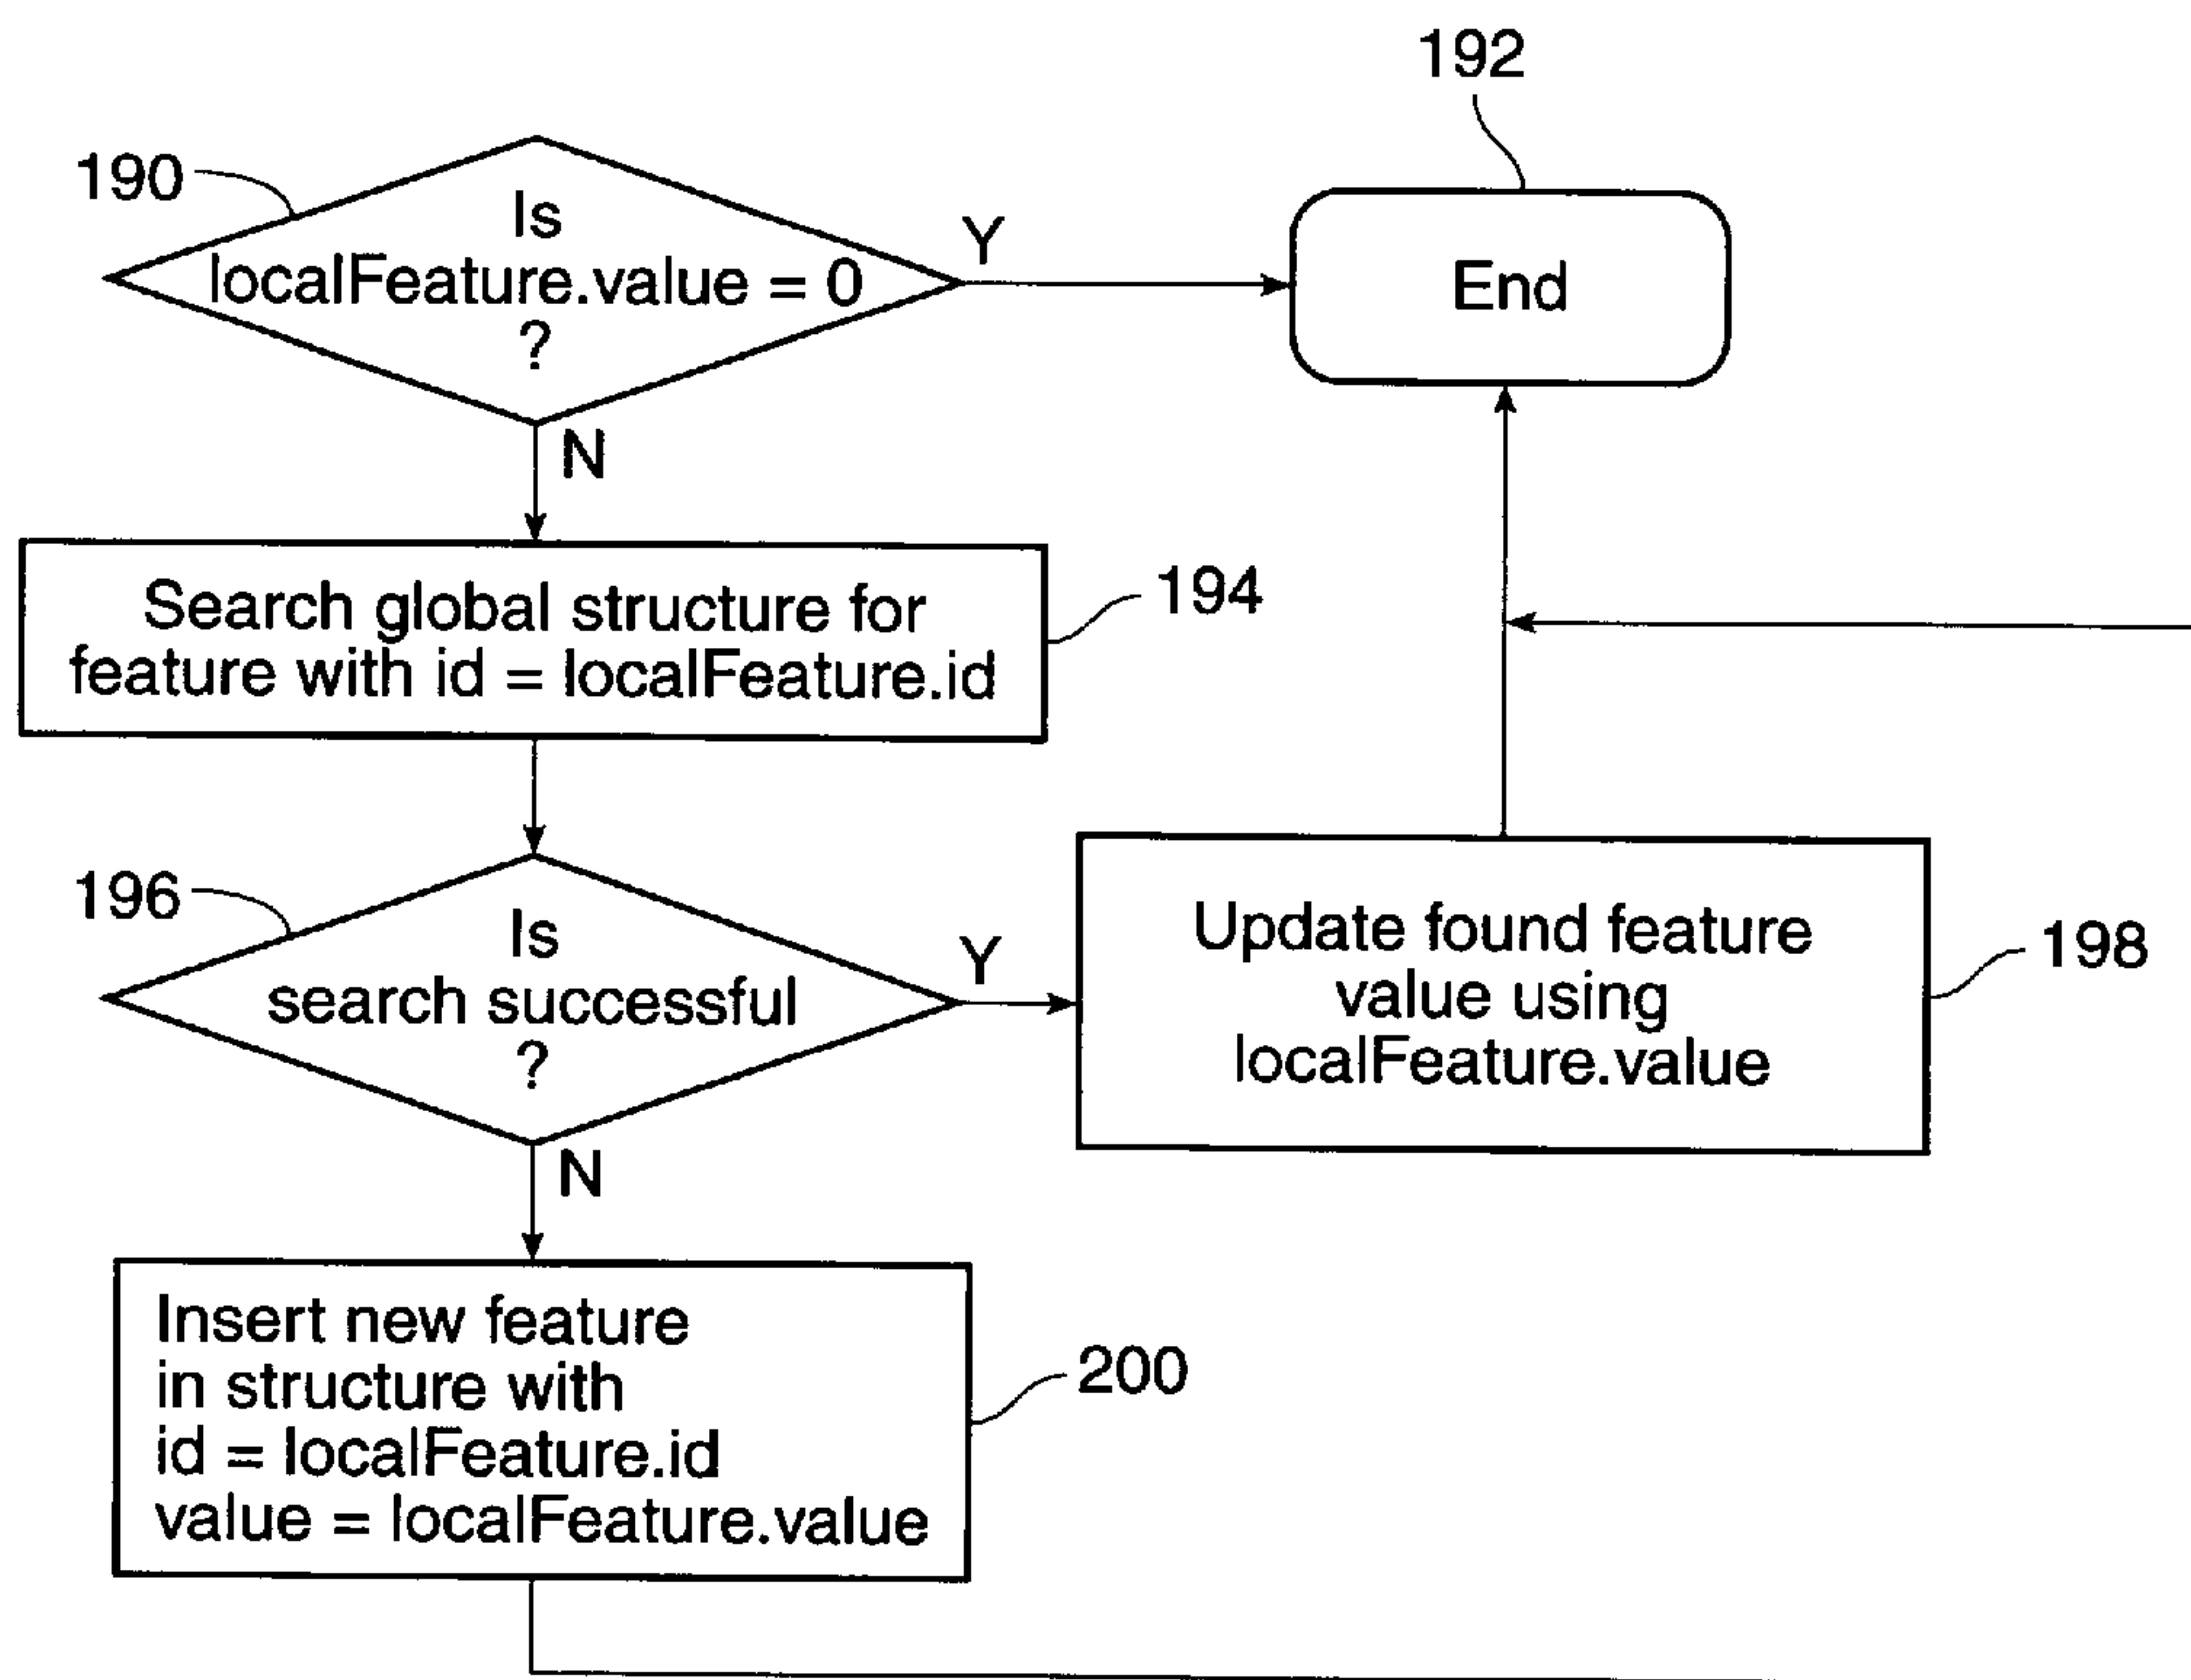 192
190
Is
localFeature.value = 0
?
Y
End
N
Search global structure for
feature with id = localFeature.id
194
196
Is
search successful
?
Y
Update found feature
value using
localFeature.value
198
N
Insert new feature
in structure with
id = localFeature.id
value = localFeature.value
200